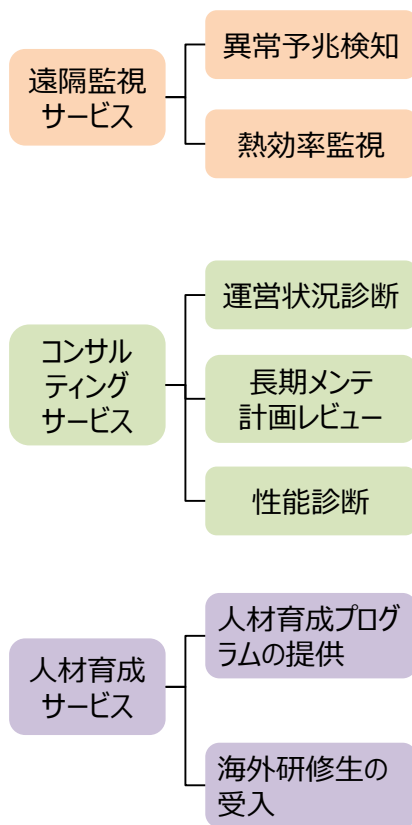 遠隔監視
サービス
異常予兆検知
熱効率監視
コンサル
ティング
サービス
運営状況診断
長期メンテ
計画レビュー
性能診断
人材育成
サービス
人材育成プログ
ラムの提供
海外研修生の
受入